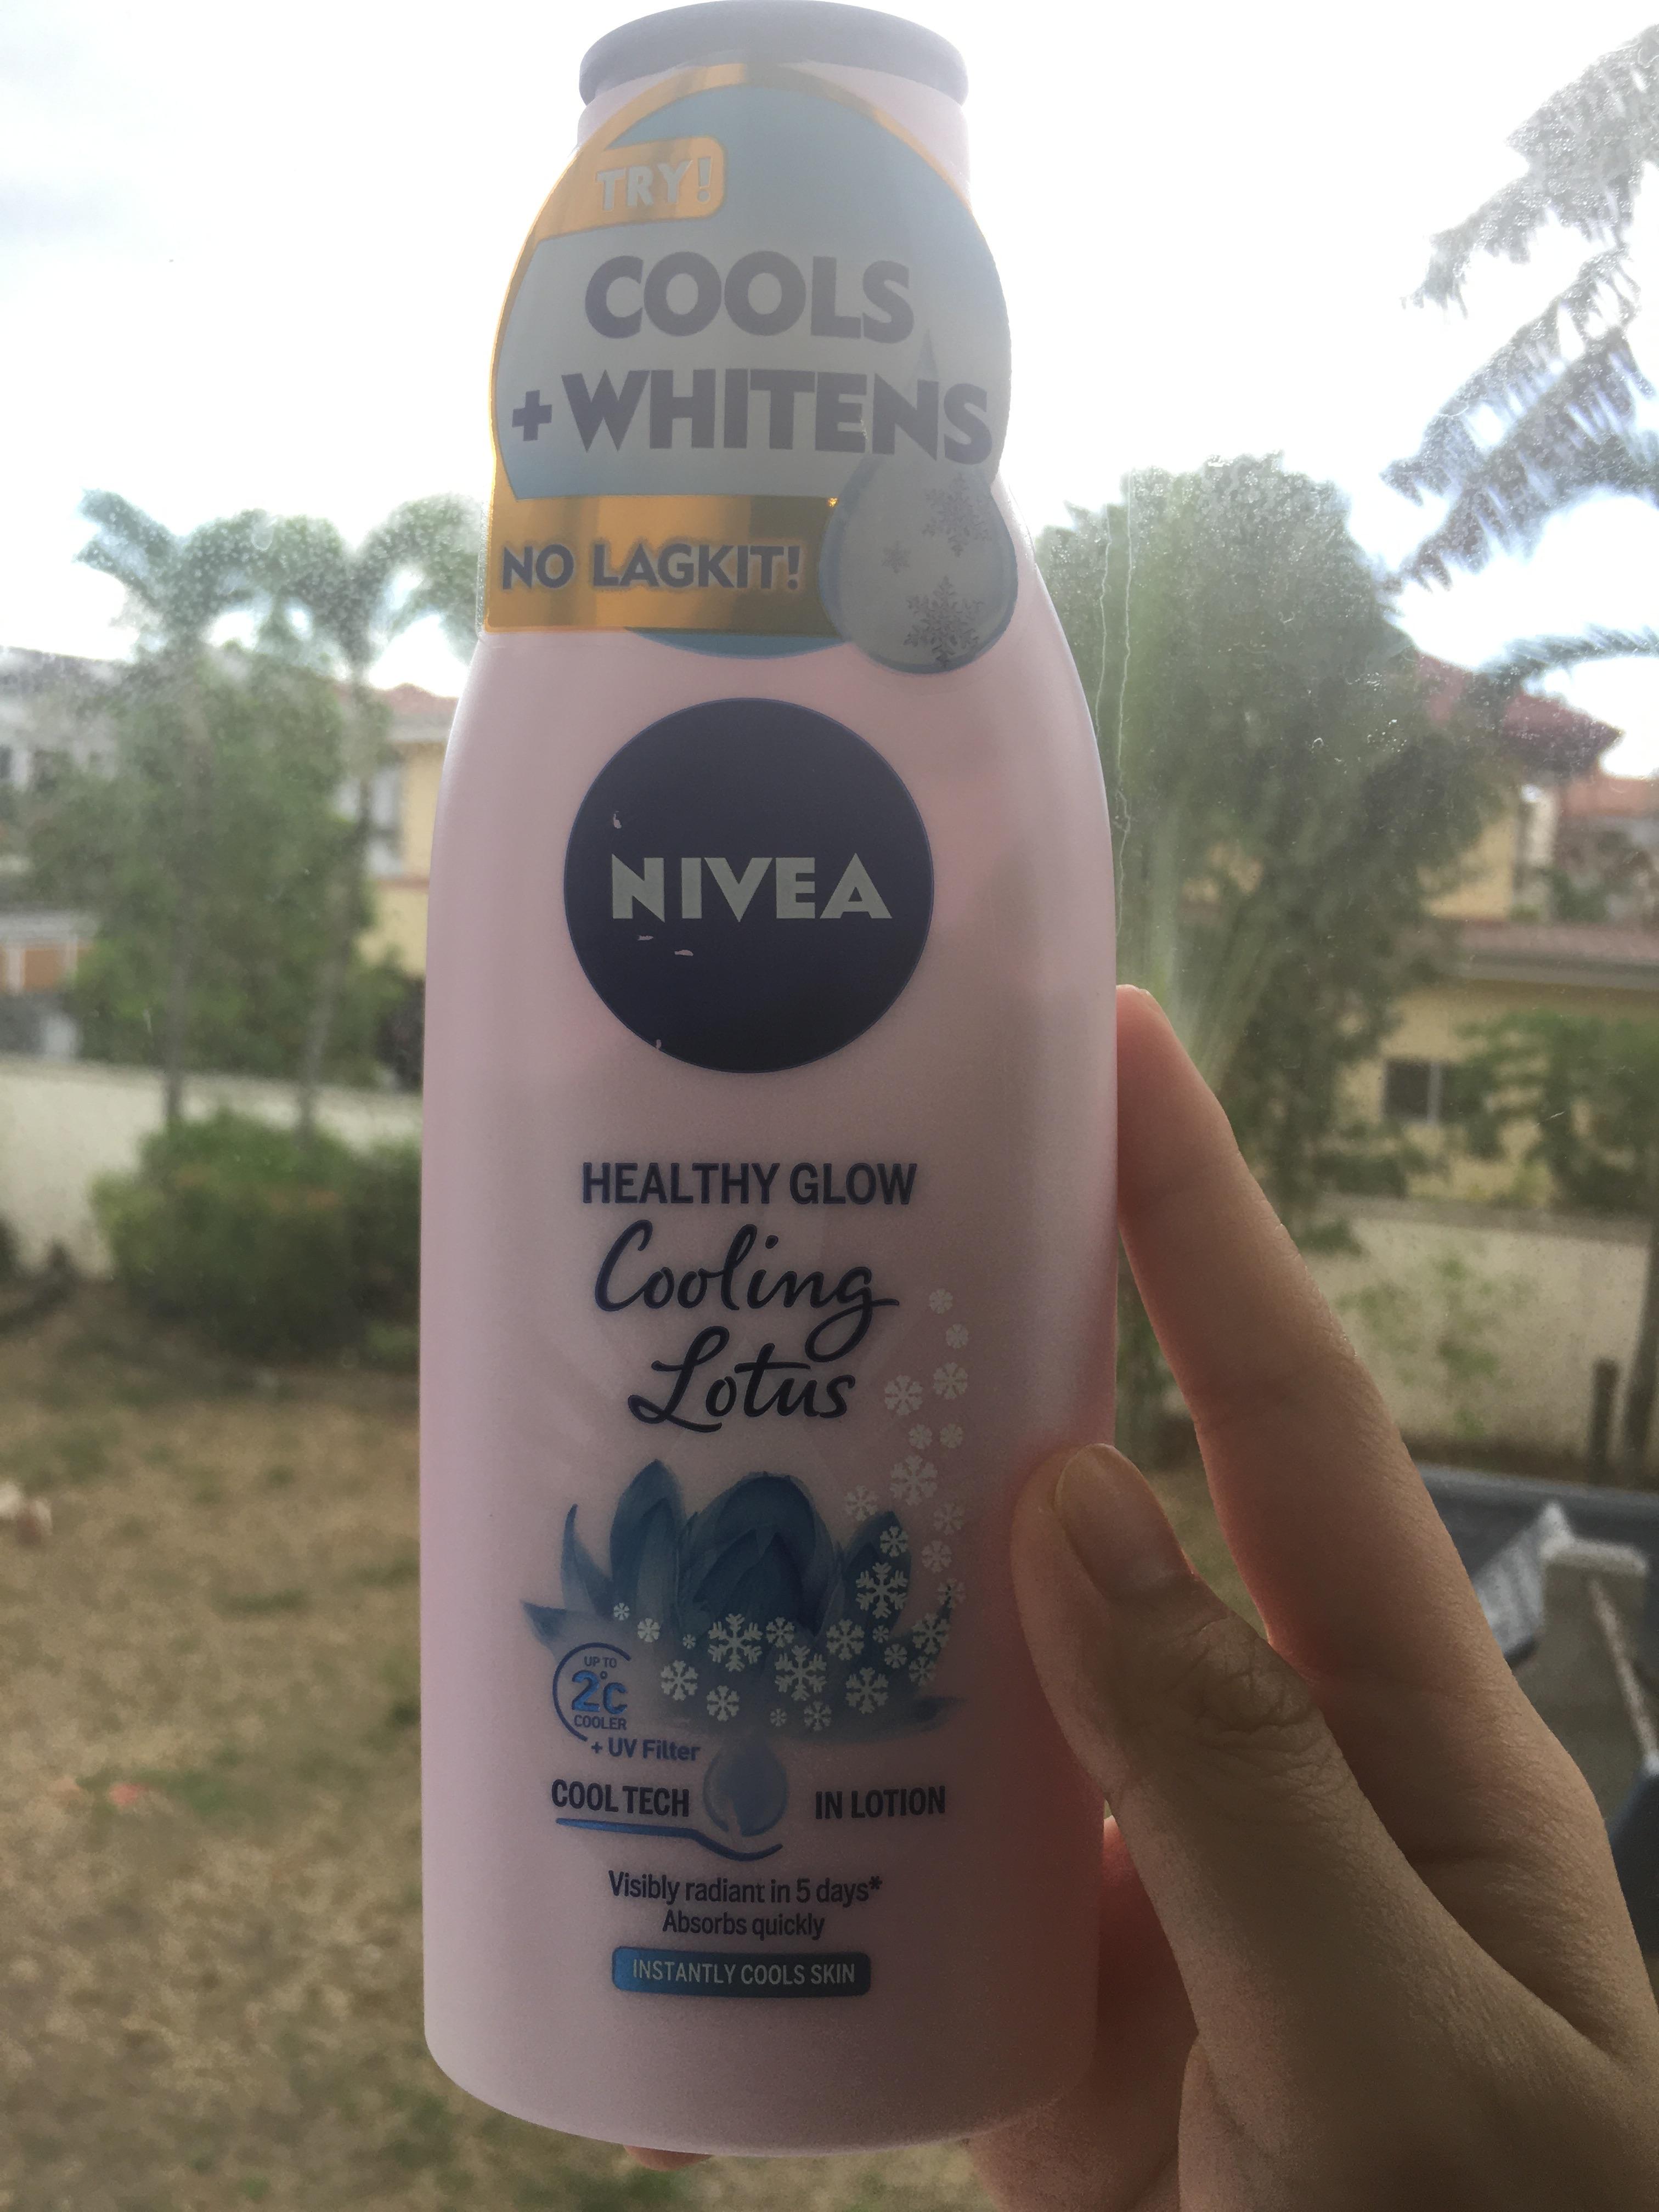 TRY!
COOLS
+WHITENS
NO LAGKIT!
NIVEA
HEALTHY GLOW
Cooling
Lotus
UP TO
2°C
COOLER
+ UV Filter
COOL TECH IN LOTION
Visibly radiant in 5 days*
Absorbs quickly
INSTANTLY COOLS SKIN